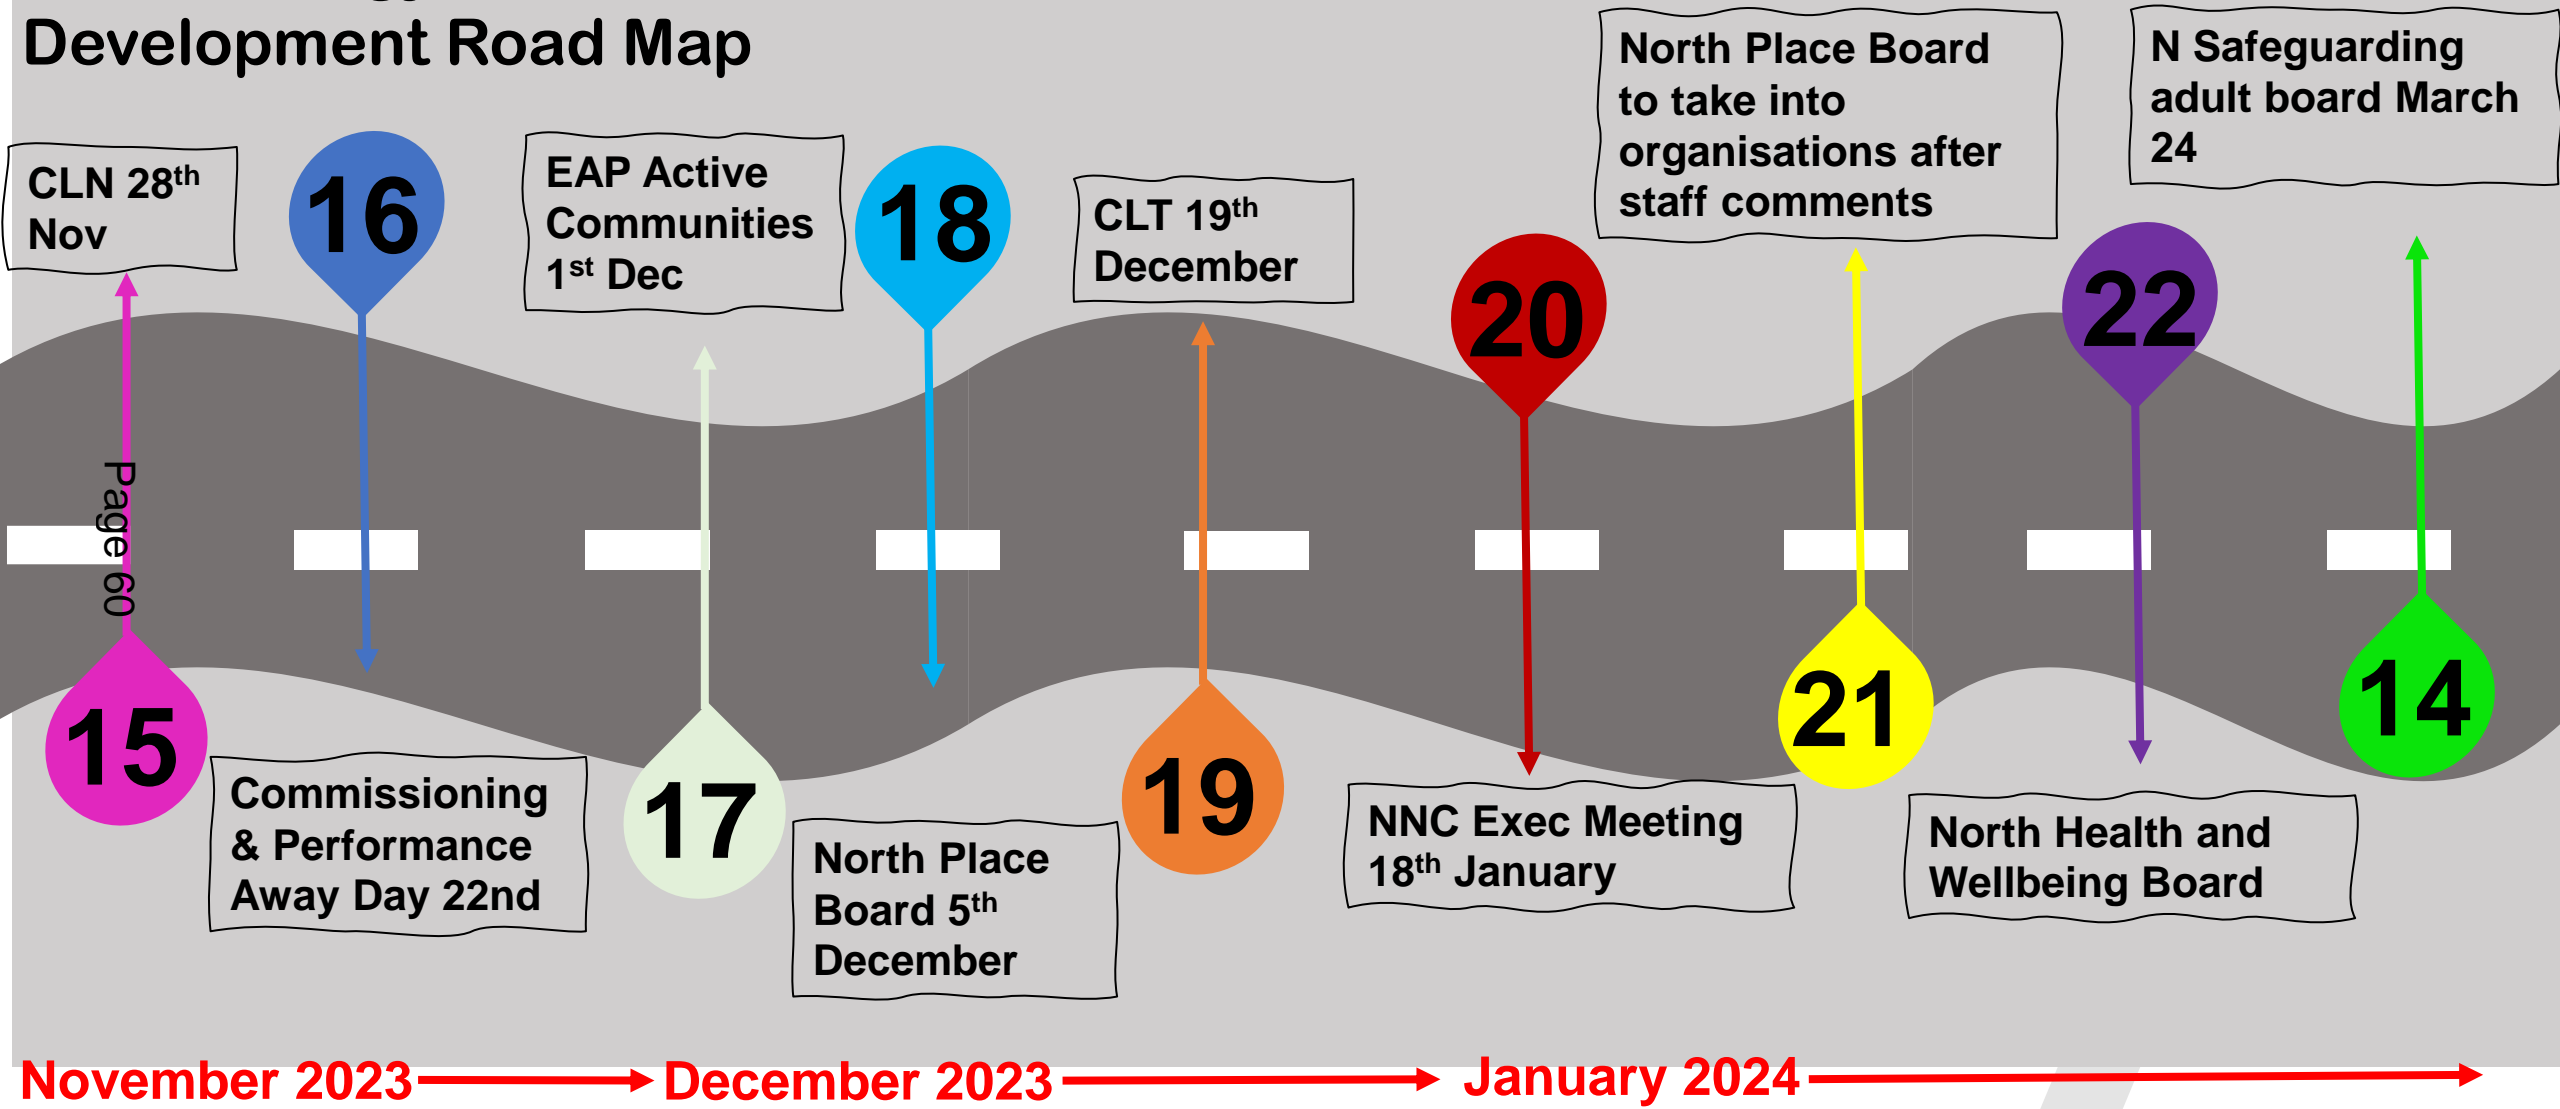 Development Road Map
CLN 28th
Nov
16
EAP Active
Communities
1st Dec
18
CLT 19th
December
20
North Place Board
to take into
organisations after
staff comments
22
N Safeguarding
adult board March
24
Page 60
15
Commissioning
& Performance
Away Day 22nd
17
North Place
Board 5th
December
19
NNC Exec Meeting
18th January
21
North Health and
Wellbeing Board
14
November 2023
December 2023
January 2024